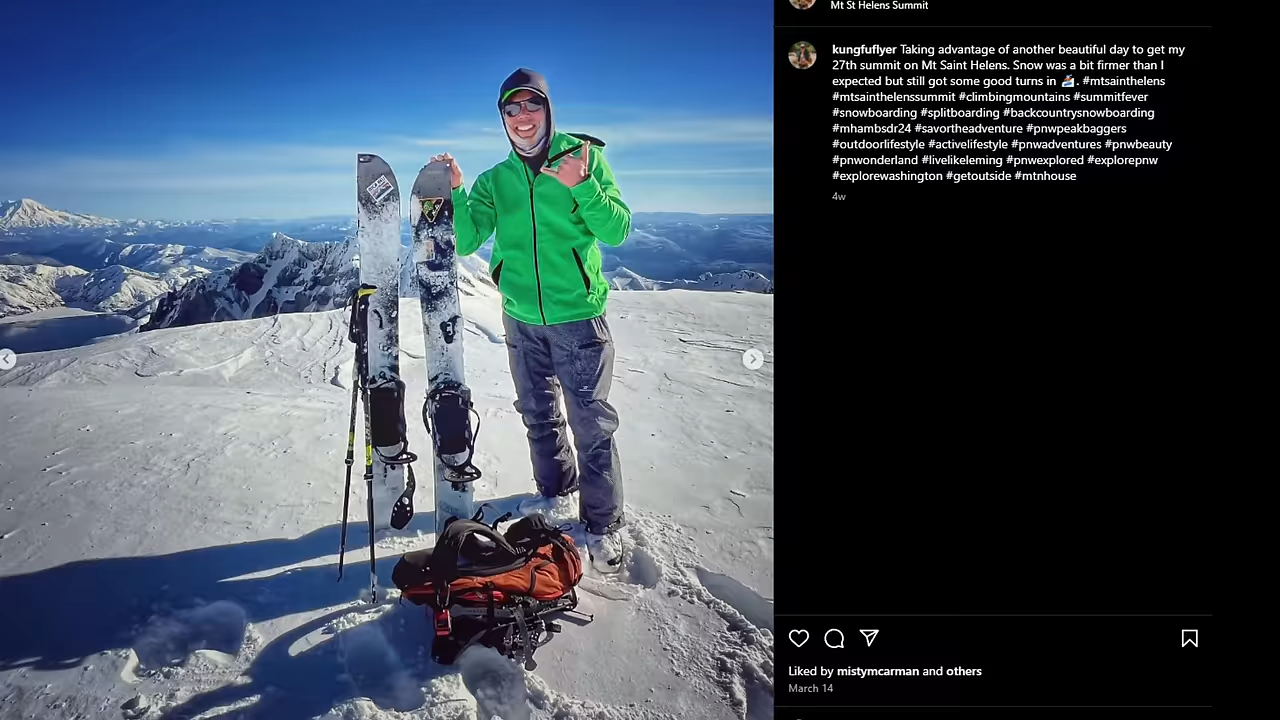 Mt St Helens Summit
kungfuflyer Taking advantage of another beautiful day to get my
27th summit on Mt Saint Helens. Snow was a bit firmer than I
expected but still got some good turns in 🏂. #mtsainthelens
#mtsainthelenssummit #climbingmountains #summitfever
#snowboarding #splitboarding #backcountrysnowboarding
#mhambsdr24 #savortheadventure #pnwpeakbaggers
#outdoorlifestyle #activelifestyle #pnwadventures #pnwbeauty
#pnwonderland #livelikeleming #pnwexplored #explorepnw
#explorewashington #getoutside #mtnhouse
4w
Liked by mistymcarman and others
March 14